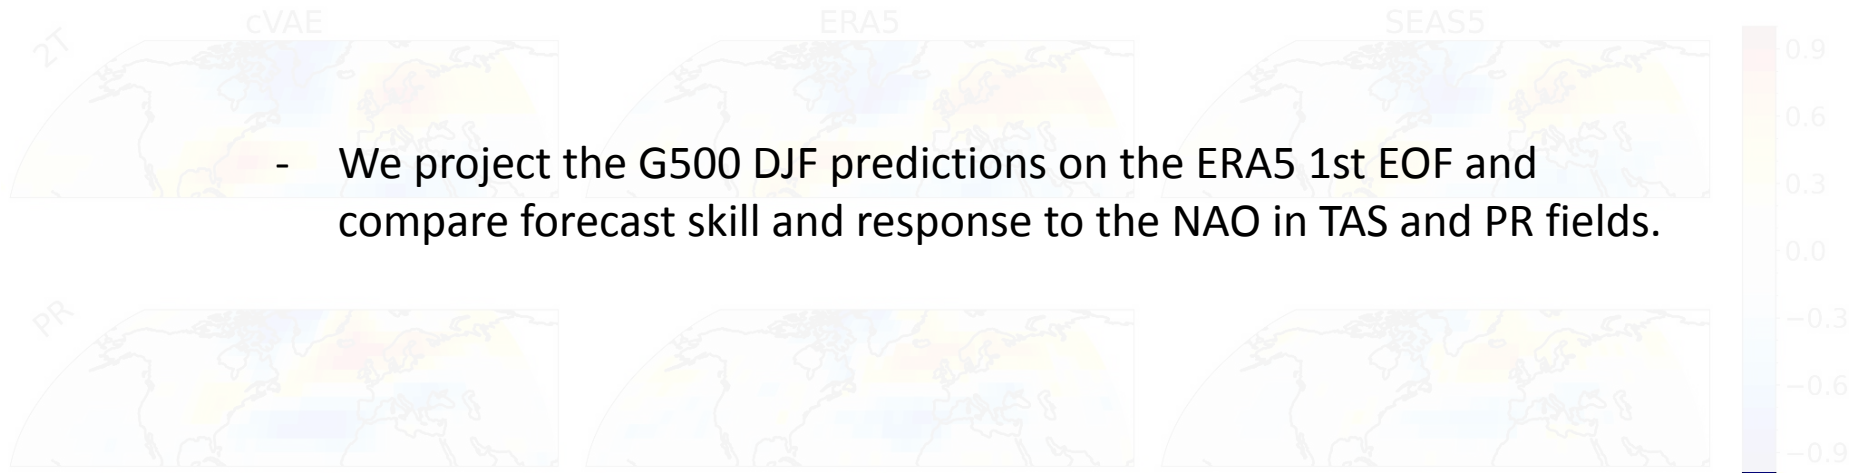 cVAE ERA5 SEAS5
2T
0.9
0.6
- We project the G500 DJF predictions on the ERA5 1st EOF and
0.3
compare forecast skill and response to the NAO in TAS and PR fields.
0.0
PR
−0.3
−0.6
−0.9